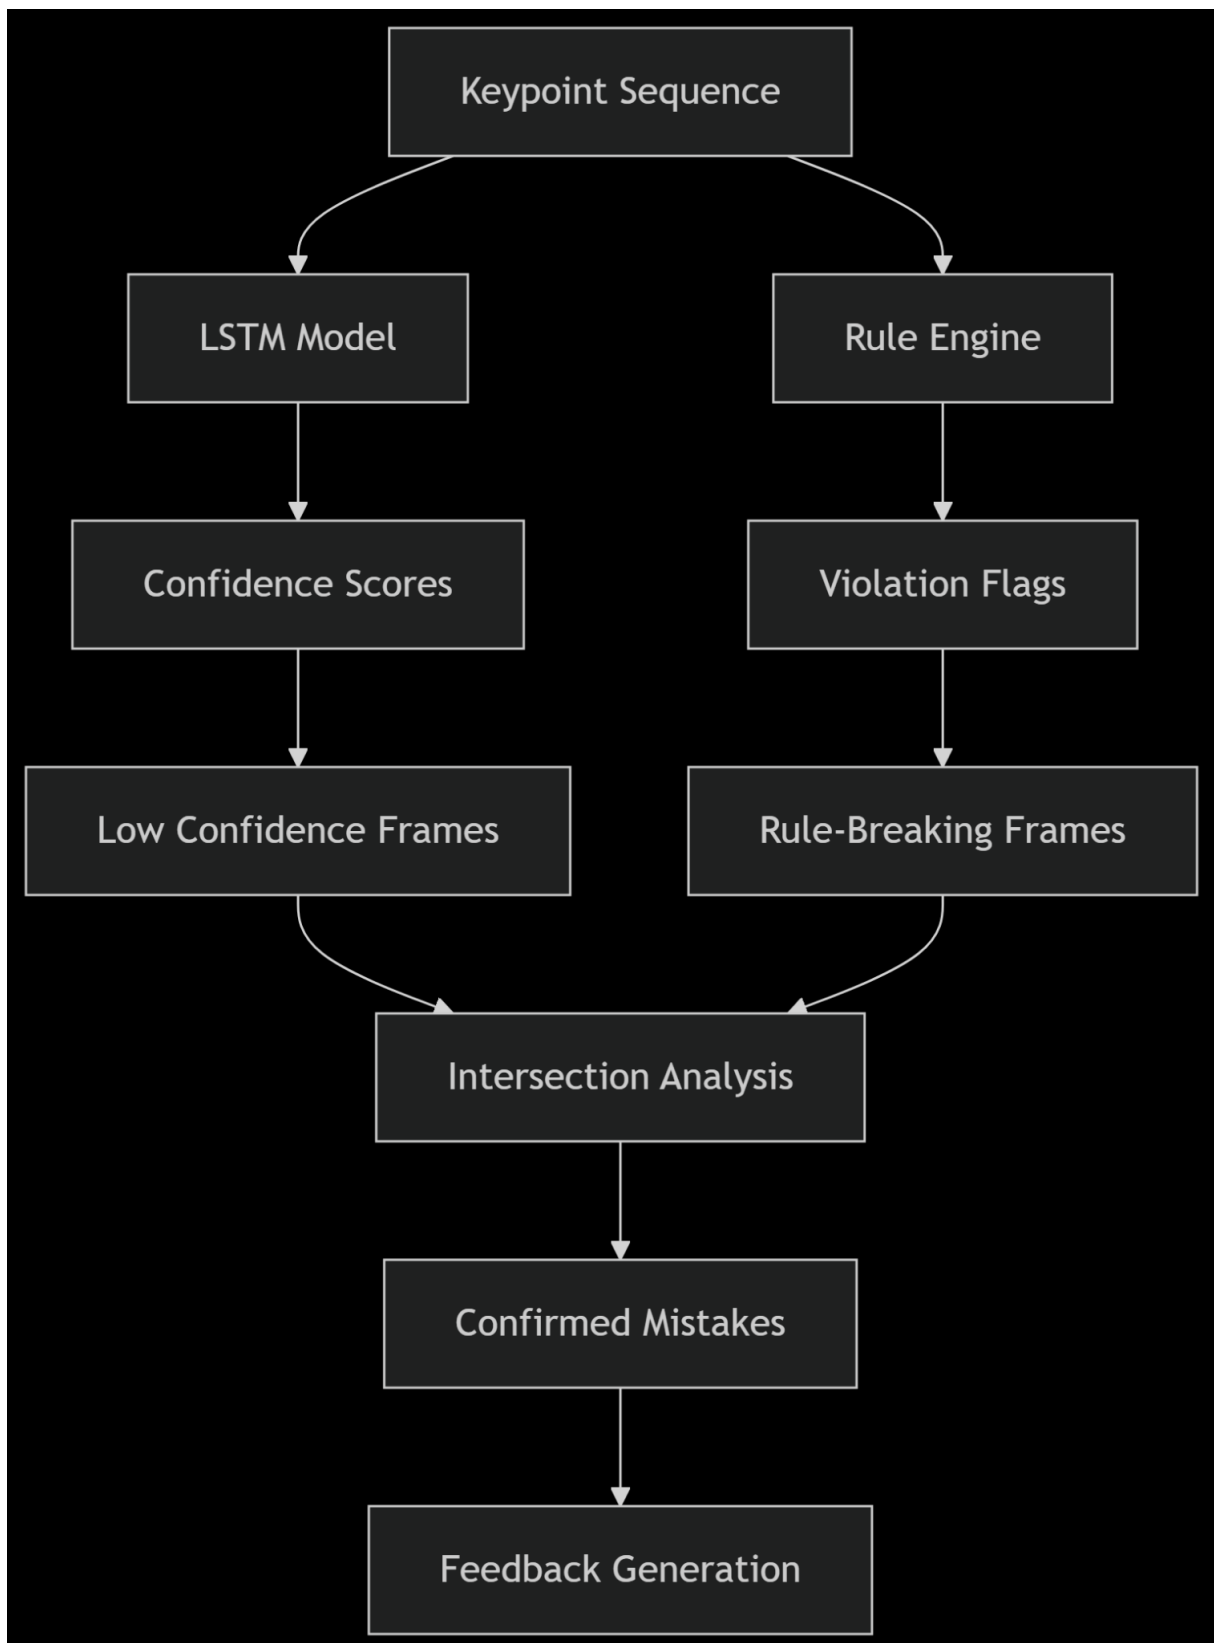 Keypoint Sequence
LSTM Model
Rule Engine
Confidence Scores
Violation Flags
Low Confidence Frames
Rule-Breaking Frames
Intersection Analysis
Confirmed Mistakes
Feedback Generation